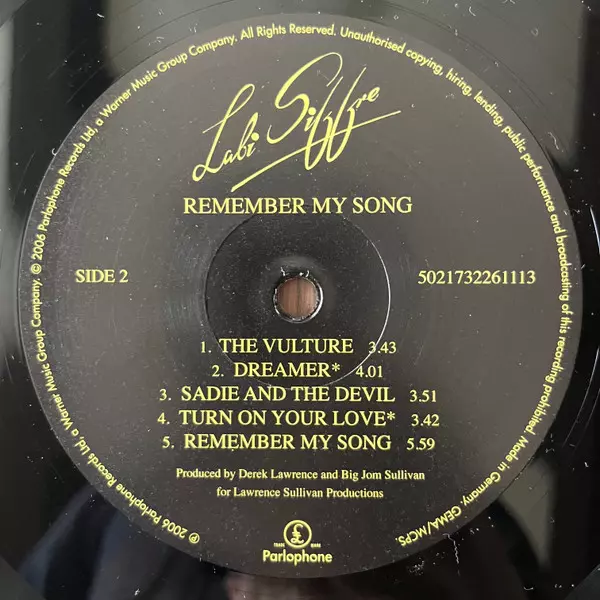 Labi Siffre
REMEMBER MY SONG
SIDE 2
5021732261113
1. THE VULTURE 3.43
2. DREAMER* 4.01
3. SADIE AND THE DEVIL 3.51
4. TURN ON YOUR LOVE* 3.42
5. REMEMBER MY SONG 5.59
Produced by Derek Lawrence and Big Jom Sullivan
for Lawrence Sullivan Productions
TRADE £ MARK
Parlophone
℗ 2006 Parlophone Records Ltd, a Warner Music Group Company. © 2006 Parlophone Records Ltd, a Warner Music Group Company. All Rights Reserved. Unauthorised copying, hiring, lending, public performance and broadcasting of this recording prohibited. Made in Germany. GEMA/MCPS.